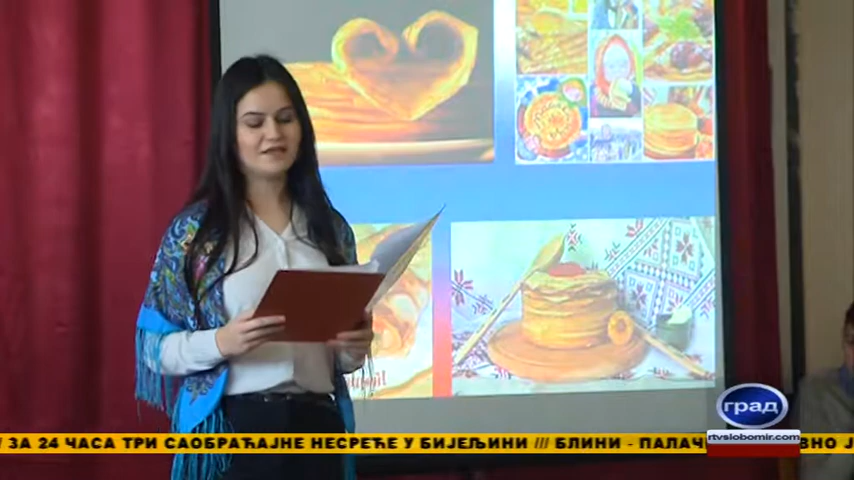 град
rtvslobomir.com
ЗА 24 ЧАСА ТРИ САОБРАЋАЈНЕ НЕСРЕЋЕ У БИЈЕЉИНИ /// БЛИНИ - ПАЛАЧ